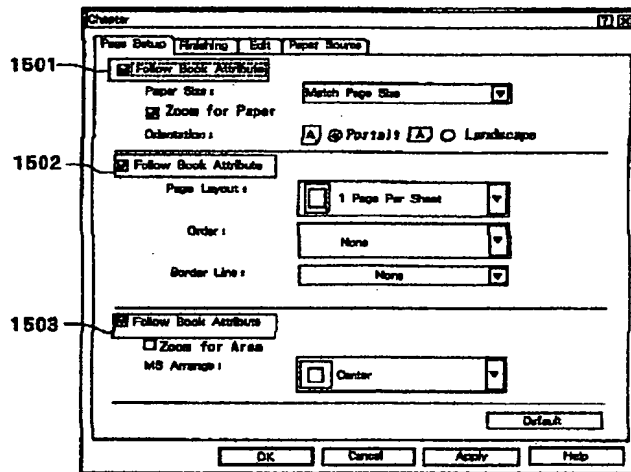 Chapter ? X
Page Setup Finishing Edit Paper Source
1501
Follow Book Attribute
Paper Size :
Match Page Size
Zoom for Paper
Orientation :
A Portait A Landscape
1502
Follow Book Attribute
Page Layout :
1 Page Per Sheet
Order :
None
Border Line :
None
1503
Follow Book Attribute
Zoom for Area
MS Arrange :
Center
Default
OK Cancel Apply Help